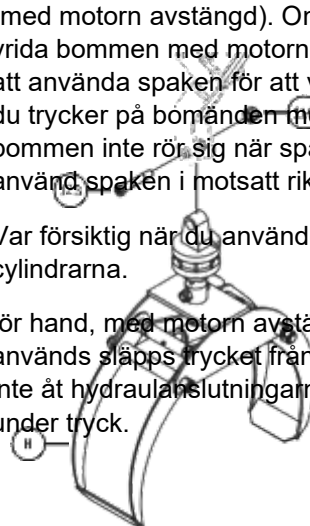 med motorn avstängd). Om
vrida bommen med motorn
att använda spaken för att v
du trycker på bomänden m
bommen inte rör sig när spa
använd spaken i motsatt rik
Var försiktig när du använd
cylindrarna.
ör hand, med motorn avstä
används släpps trycket från
nte åt hydraulanslutningarn
under tryck.
H